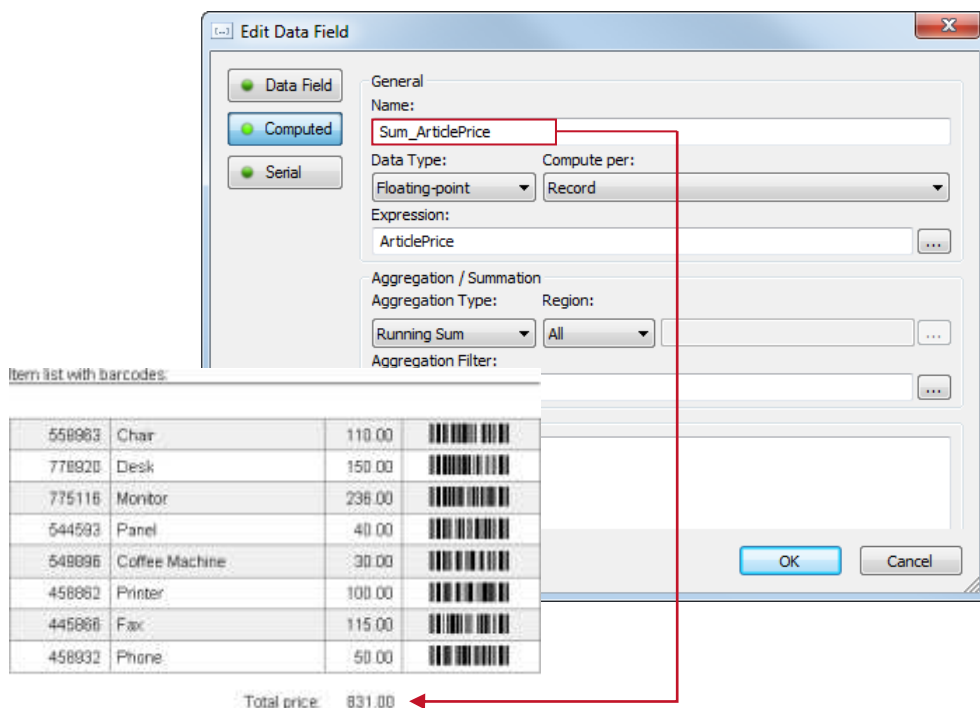 Edit Data Field
Data Field
Computed
Serial
General
Name:
Sum_ArticlePrice
Data Type: Compute per:
Floating-point Record
Expression:
ArticlePrice
...
Aggregation / Summation
Aggregation Type: Region:
Running Sum All
...
Aggregation Filter:
...
OK Cancel
Item list with barcodes:
558963 Chair 110.00
778920 Desk 150.00
775116 Monitor 236.00
544593 Panel 40.00
549896 Coffee Machine 30.00
458862 Printer 100.00
445866 Fax 115.00
458932 Phone 50.00
Total price: 831.00